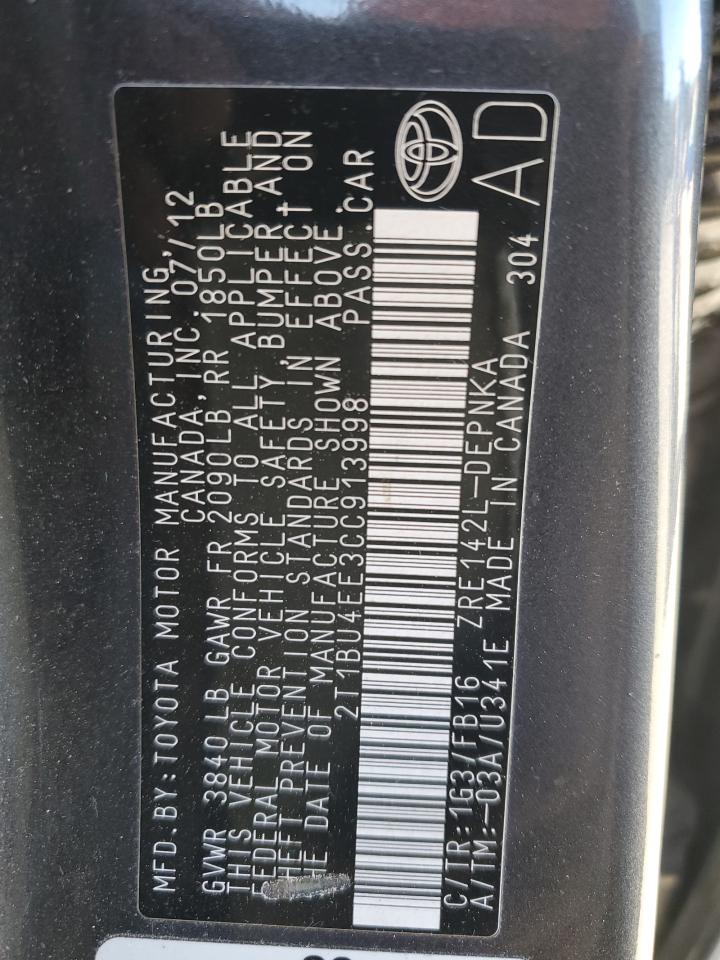 MFD.BY:TOYOTA MOTOR MANUFACTURING,
CANADA,INC.07/12
GVWR 3840 LB GAWR FR 2090LB RR 1850LB
THIS VEHICLE CONFORMS TO ALL APPLICABLE
FEDERAL MOTOR VEHICLE SAFETY BUMPER AND
THEFT PREVENTION STANDARDS IN EFFECT ON
THE DATE OF MANUFACTURE SHOWN ABOVE.
2T1BU4EE3CC913998 PASS.CAR
C/TR:1G3/FB16 ZRE142L-DEPNKA 304
A/TM:-03A/U341E MADE IN CANADA
AD